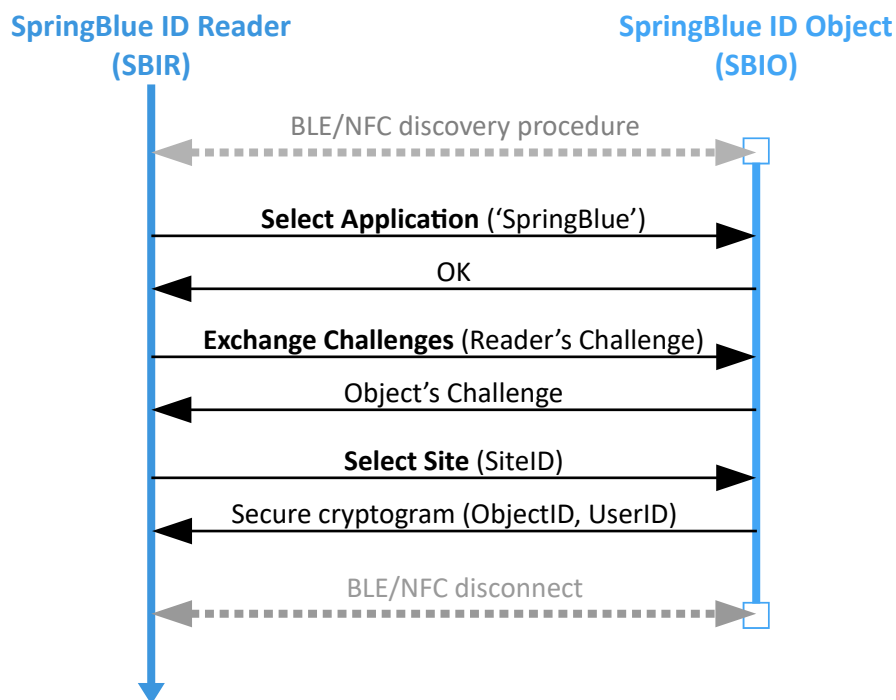 SpringBlue ID Reader
(SBIR)
SpringBlue ID Object
(SBIO)
BLE/NFC discovery procedure
Select Application (‘SpringBlue’)
OK
Exchange Challenges (Reader’s Challenge)
Object’s Challenge
Select Site (SiteID)
Secure cryptogram (ObjectID, UserID)
BLE/NFC disconnect